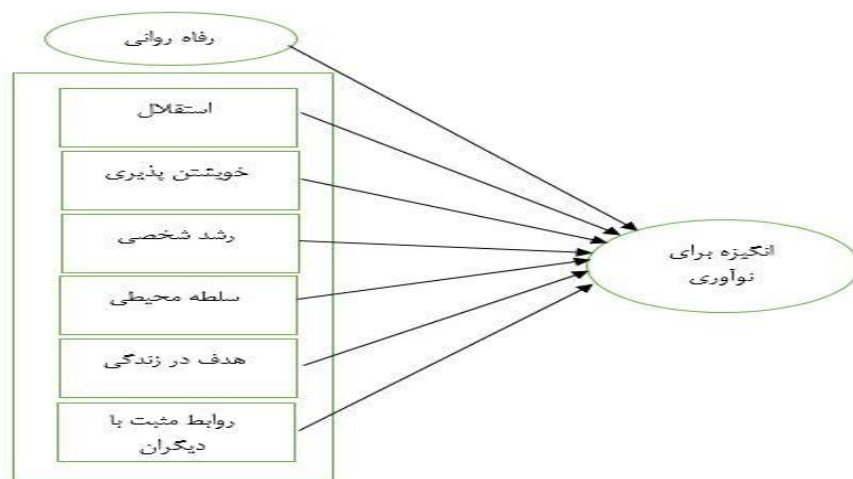 رفاه روانی
استقلال
خویشتن پذیری
رشد شخصی
سلطه محیطی
هدف در زندگی
روابط مثبت با
دیگران
انگیزه برای
نوآوری